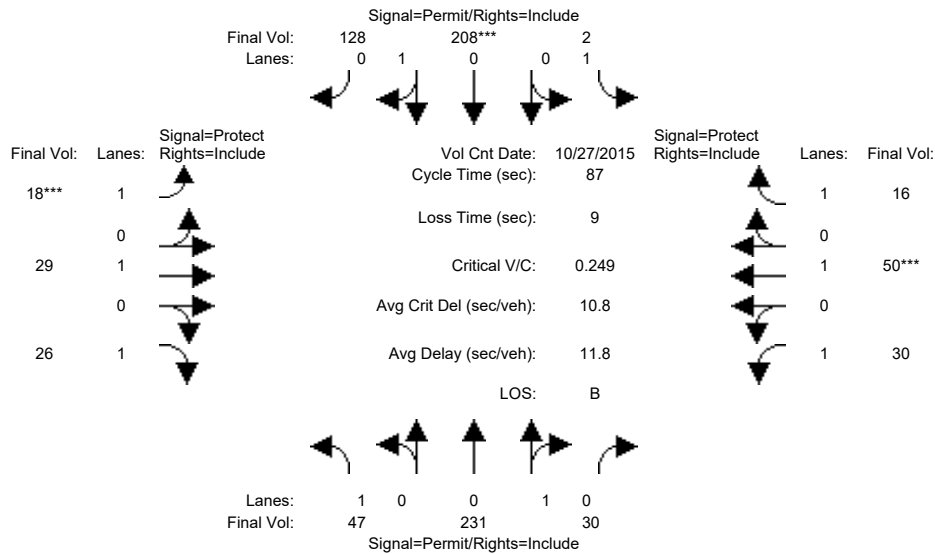 Signal=Permit/Rights=Include
Final Vol: 128 208*** 2
Lanes: 0 1 0 0 1
Signal=Protect Signal=Protect
Final Vol: Lanes: Rights=Include Vol Cnt Date: 10/27/2015 Rights=Include Lanes: Final Vol:
Cycle Time (sec): 87
18*** 1 1 16
Loss Time (sec): 9
0 0
29 1 Critical V/C: 0.249 1 50***
0 Avg Crit Del (sec/veh): 10.8 0
26 1 Avg Delay (sec/veh): 11.8 1 30
LOS: B
Lanes: 1 0 0 1 0
Final Vol: 47 231 30
Signal=Permit/Rights=Include